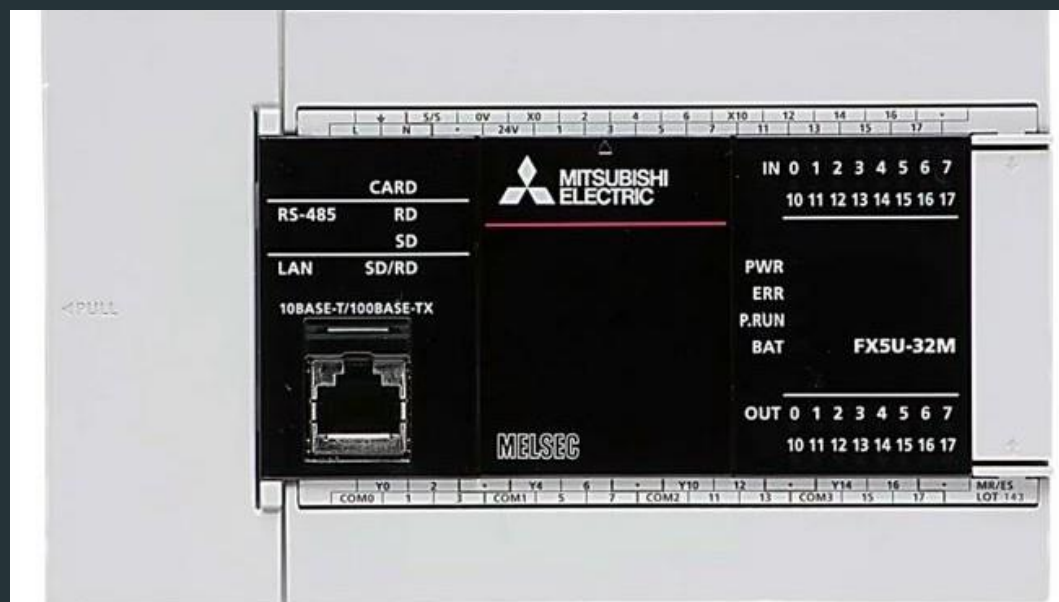 S/S 0V X0 2 4 6 X10 12 14 16
L N 24V 1 3 5 7 11 13 15 17
CARD
RS-485 RD
SD
LAN SD/RD
10BASE-T/100BASE-TX
<PULL
MITSUBISHI
ELECTRIC
MELSEC
IN 0 1 2 3 4 5 6 7
10 11 12 13 14 15 16 17
PWR
ERR
P.RUN
BAT FX5U-32M
OUT 0 1 2 3 4 5 6 7
10 11 12 13 14 15 16 17
Y0 2 Y4 6 Y10 12 Y14 16 MR/ES
COM0 1 3 COM1 5 7 COM2 11 13 COM3 15 17 LOT 143